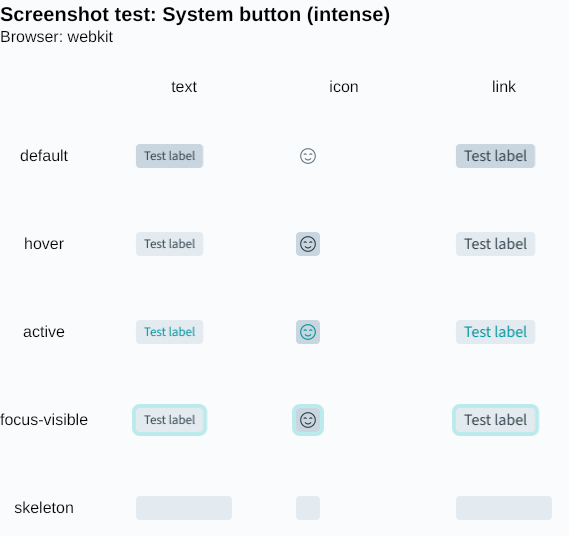 Screenshot test: System button (intense)
Browser: webkit
text icon link
default Test label Test label
hover Test label Test label
active Test label Test label
focus-visible Test label Test label
skeleton